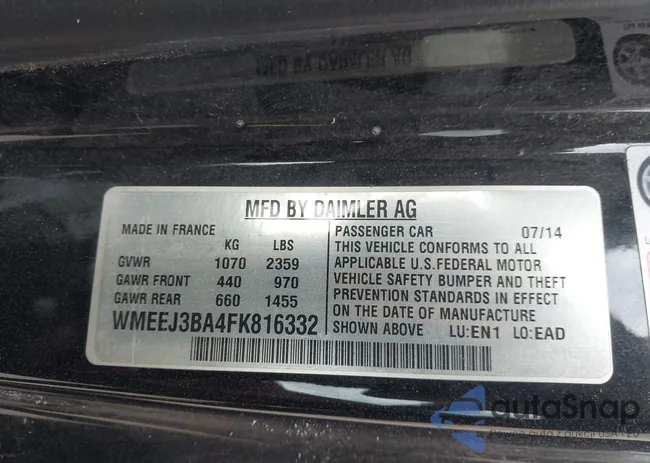 MFD BY DAIMLER AG
MADE IN FRANCE
KG LBS
GVWR 1070 2359
GAWR FRONT 440 970
GAWR REAR 660 1455
WMEEJ3BA4FK816332
PASSENGER CAR 07/14
THIS VEHICLE CONFORMS TO ALL
APPLICABLE U.S.FEDERAL MOTOR
VEHICLE SAFETY BUMPER AND THEFT
PREVENTION STANDARDS IN EFFECT
ON THE DATE OF MANUFACTURE
SHOWN ABOVE LU:EN1 LO:EAD
autoSnap